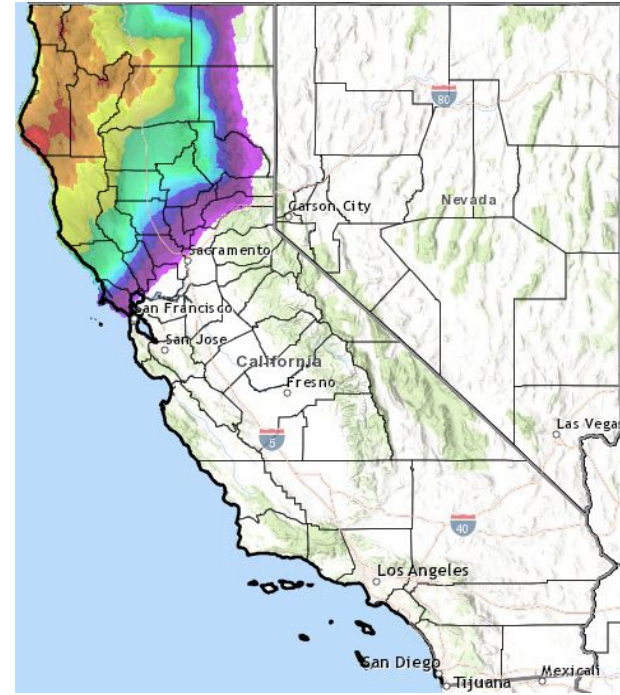 80
Nevada
Carson City
Sacramento
San Francisco
San Jose
California
Fresno
5
Las Vegas
40
Los Angeles
San Diego
Tijuana
Mexicali